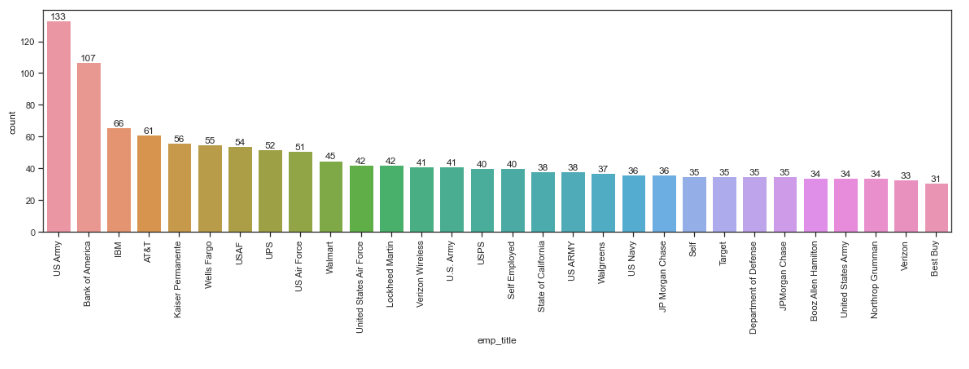 133
107
66
61
56
55
54
52
51
45
42
42
41
41
40
40
38
38
37
36
36
35
35
35
35
34
34
34
33
31
120
100
80
60
40
20
0
count
US Army
Bank of America
IBM
AT&T
Kaiser Permanente
Wells Fargo
USAF
UPS
US Air Force
Walmart
United States Air Force
Lockheed Martin
Verizon Wireless
U.S. Army
USPS
Self Employed
State of California
US ARMY
Walgreens
US Navy
JP Morgan Chase
Self
Target
Department of Defense
JPMorgan Chase
Booz Allen Hamilton
United States Army
Northrop Grumman
Verizon
Best Buy
emp_title